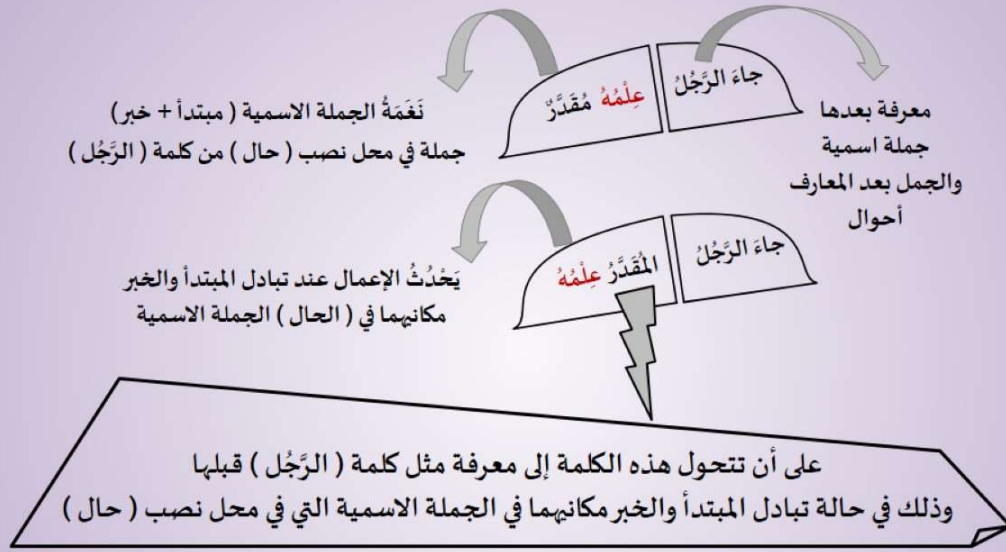 جاءَ الرَّجُلُ عِلْمُهُ مُقَدَّرٌ
معرفة بعدها
جملة اسمية
والجمل بعد المعارف
أحوال
نَغَمَةُ الجملة الاسمية ( مبتدأ + خبر )
جملة في محل نصب ( حال ) من كلمة ( الرَّجُل )
جاءَ الرَّجُلُ المُقَدَّرُ عِلْمُهُ
يَحْدُثُ الإعمال عند تبادل المبتدأ والخبر
مكانيهما في ( الحال ) الجملة الاسمية
على أن تتحول هذه الكلمة إلى معرفة مثل كلمة ( الرَّجُل ) قبلها
وذلك في حالة تبادل المبتدأ والخبر مكانيهما في الجملة الاسمية التي في محل نصب ( حال )